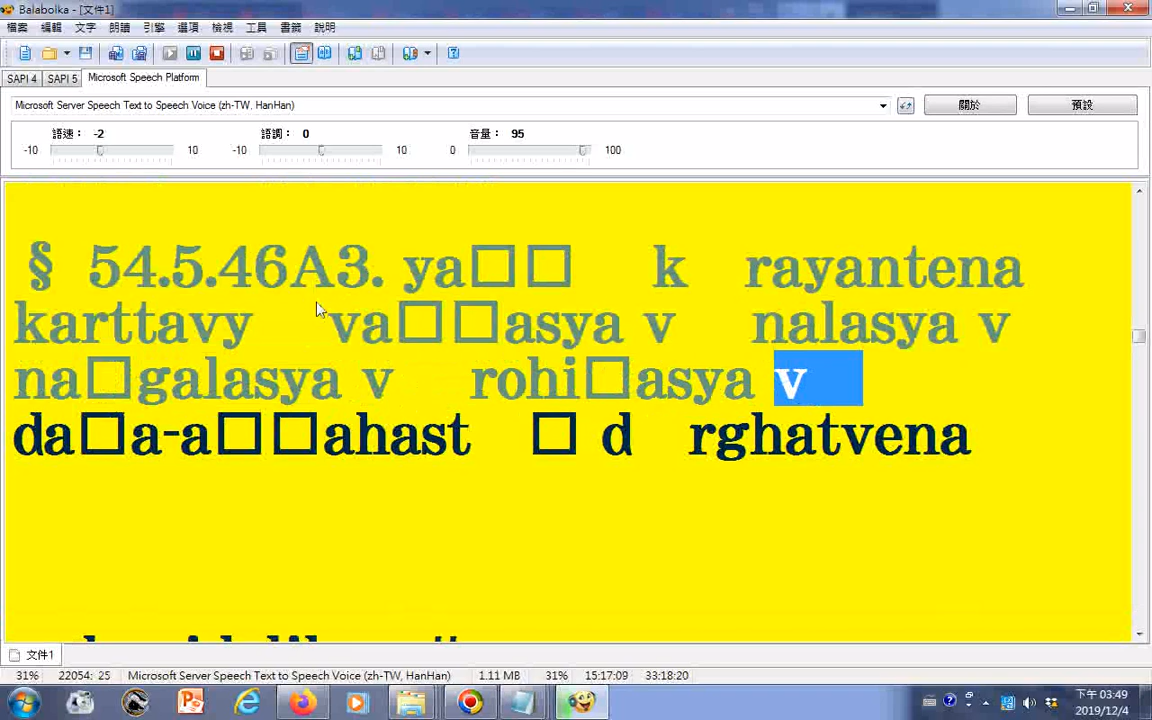 Balabolka - [文件1]
檔案 編輯 文字 朗讀 引擎 選項 檢視 工具 書籤 說明
SAPI 4 SAPI 5 Microsoft Speech Platform
Microsoft Server Speech Text to Speech Voice (zh-TW, HanHan) 關於 預設
語速： -2 語調： 0 音量： 95
-10 10 -10 10 0 100
§ 54.5.46A3. ya□□ k rayantena
karttavy va□□asya v nalasya v
na□galasya v rohi□asya v
da□a-a□□ahast □ d rghatvena
文件1
31% 22054: 25 Microsoft Server Speech Text to Speech Voice (zh-TW, HanHan) 1.11 MB 31% 15:17:09 33:18:20
下午 03:49
2019/12/4